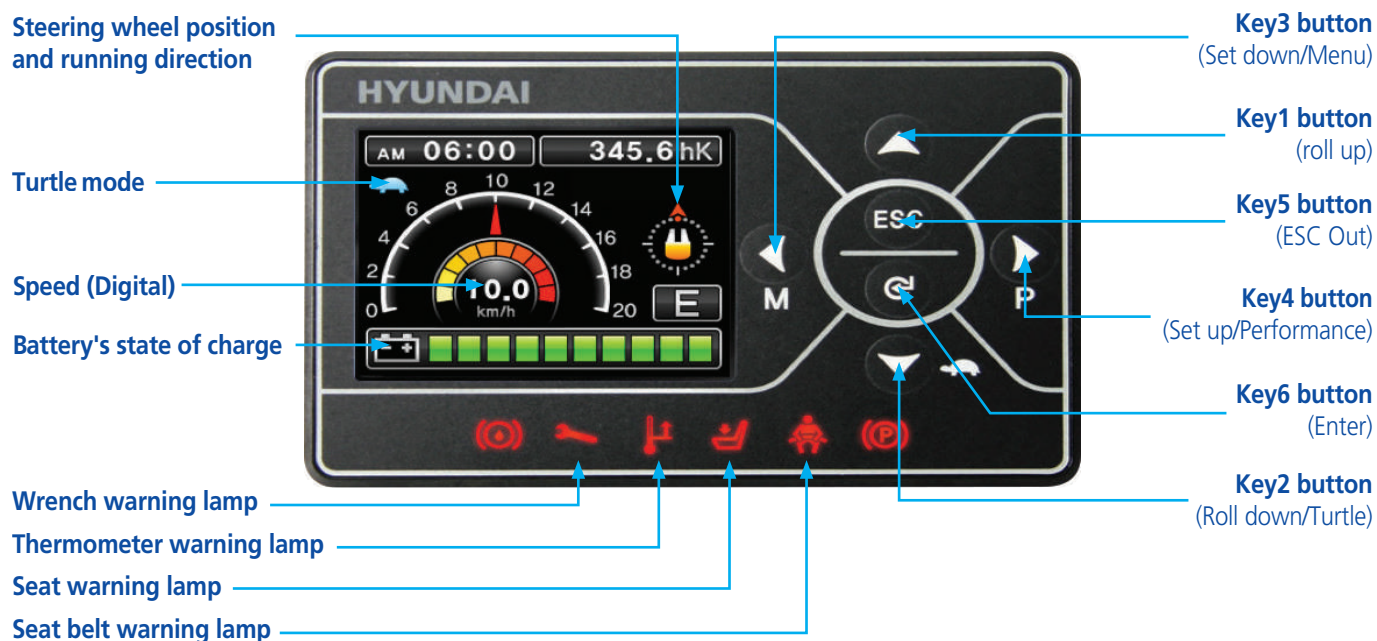 Steering wheel position
and running direction
Turtle mode
Speed (Digital)
Battery's state of charge
Wrench warning lamp
Thermometer warning lamp
Seat warning lamp
Seat belt warning lamp
HYUNDAI
AM 06:00
345.6 hK
0
2
4
6
8
10
12
14
16
18
20
10.0
km/h
E
M
ESC
P
(P)
Key3 button
(Set down/Menu)
Key1 button
(roll up)
Key5 button
(ESC Out)
Key4 button
(Set up/Performance)
Key6 button
(Enter)
Key2 button
(Roll down/Turtle)